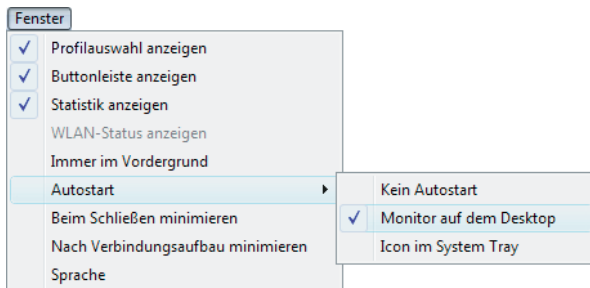 Fenster
Profilauswahl anzeigen
Buttonleiste anzeigen
Statistik anzeigen
WLAN-Status anzeigen
Immer im Vordergrund
Autostart
Kein Autostart
Beim Schließen minimieren
Monitor auf dem Desktop
Nach Verbindungsaufbau minimieren
Icon im System Tray
Sprache